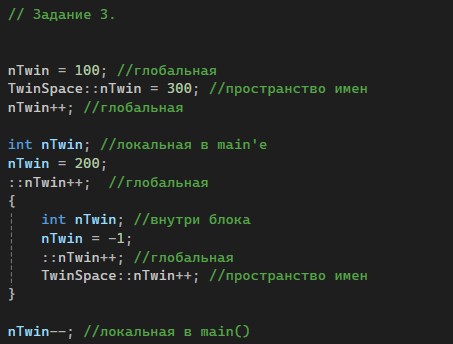 // Задание 3.
nTwin = 100; //глобальная
TwinSpace::nTwin = 300; //пространство имен
nTwin++; //глобальная
int nTwin; //локальная в main'е
nTwin = 200;
::nTwin++;  //глобальная
{
    int nTwin; //внутри блока
    nTwin = -1;
    ::nTwin++; //глобальная
    TwinSpace::nTwin++; //пространство имен
}
nTwin--; //локальная в main()